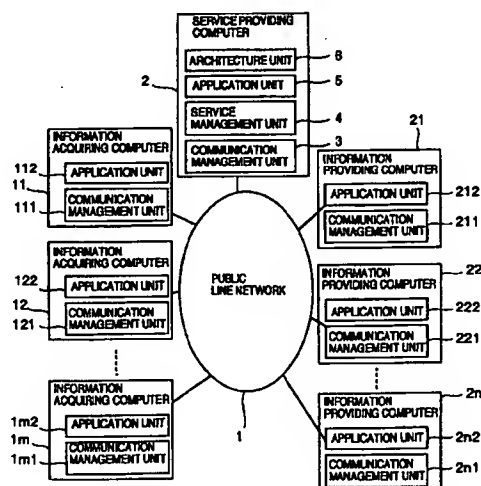 SERVICE PROVIDING
COMPUTER
ARCHITECTURE UNIT
6
APPLICATION UNIT
5
2
SERVICE
MANAGEMENT UNIT
4
COMMUNICATION
MANAGEMENT UNIT
3
INFORMATION
ACQUIRING COMPUTER
112
APPLICATION UNIT
11
COMMUNICATION
MANAGEMENT UNIT
111
INFORMATION
ACQUIRING COMPUTER
122
APPLICATION UNIT
12
COMMUNICATION
MANAGEMENT UNIT
121
INFORMATION
ACQUIRING COMPUTER
1m2
APPLICATION UNIT
1m
COMMUNICATION
MANAGEMENT UNIT
1m1
PUBLIC
LINE NETWORK
1
21
INFORMATION
PROVIDING COMPUTER
APPLICATION UNIT
212
COMMUNICATION
MANAGEMENT UNIT
211
INFORMATION
PROVIDING COMPUTER
22
APPLICATION UNIT
222
COMMUNICATION
MANAGEMENT UNIT
221
INFORMATION
PROVIDING COMPUTER
2n
APPLICATION UNIT
2n2
COMMUNICATION
MANAGEMENT UNIT
2n1